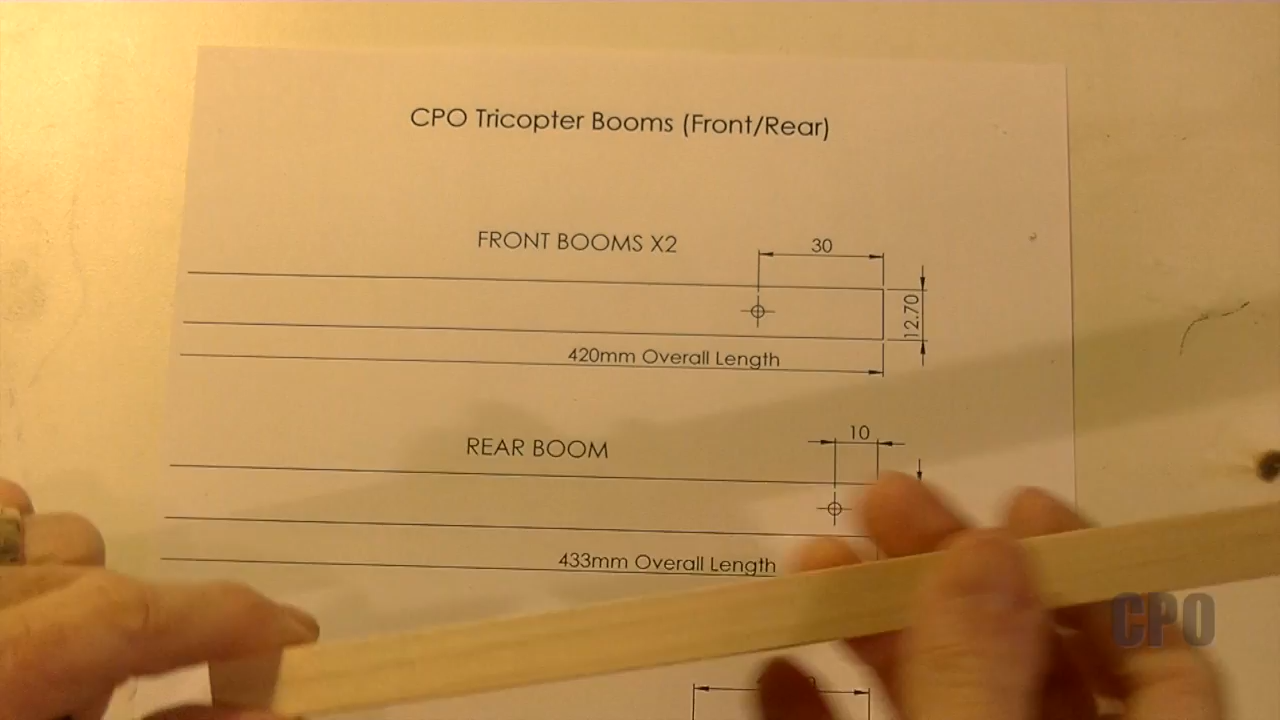 CPO Tricopter Booms (Front/Rear)
FRONT BOOMS X2
30
12.70
420mm Overall Length
REAR BOOM
10
433mm Overall Length
CPO